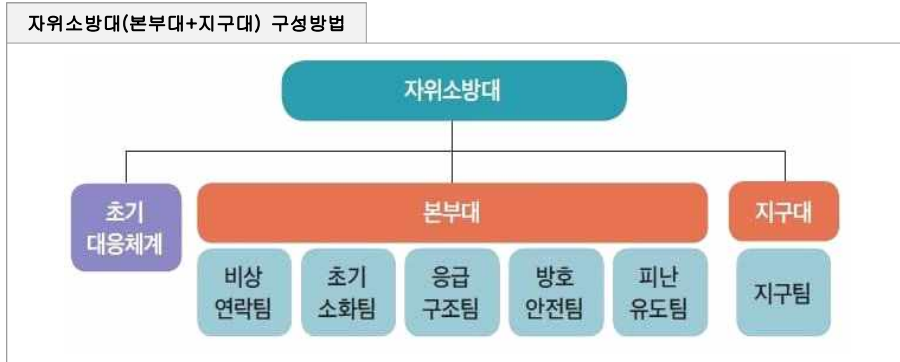 자위소방대(본부대+지구대) 구성방법
자위소방대
초기
대응체계
본부대
지구대
비상
연락팀
초기
소화팀
응급
구조팀
방호
안전팀
피난
유도팀
지구팀